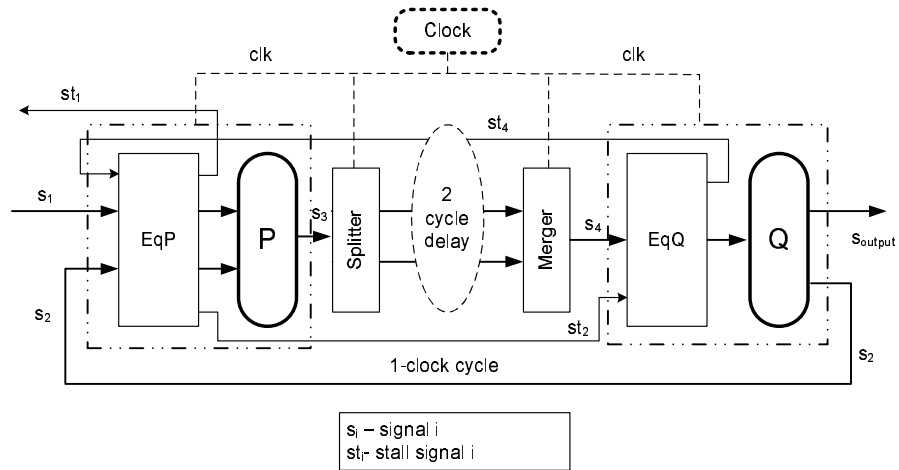 Clock
clk
clk
st1
st4
s1
EqP
P
s3
Splitter
2
cycle
delay
Merger
s4
EqQ
Q
soutput
s2
st2
s2
1-clock cycle
si – signal i
sti- stall signal i